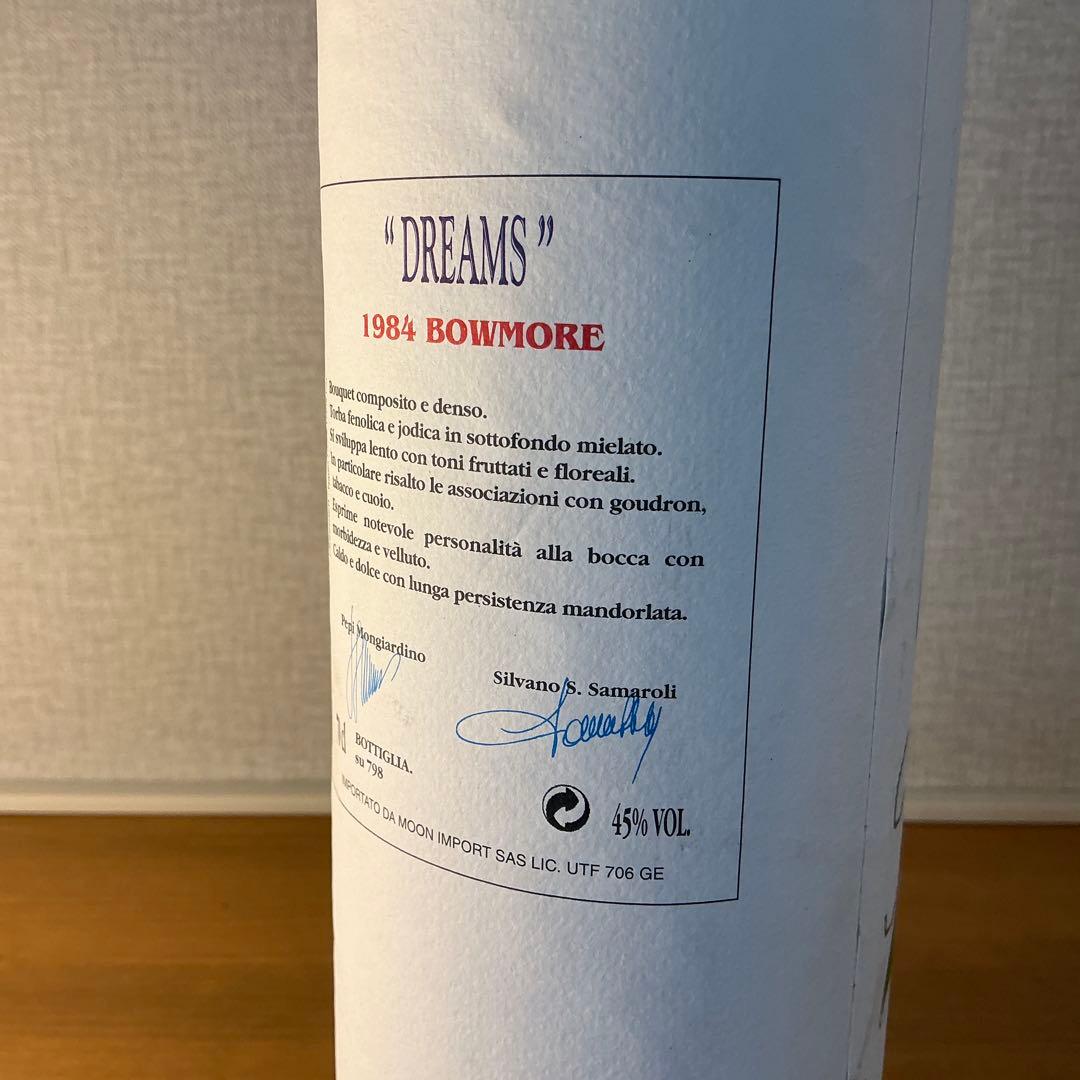 “ DREAMS ”
1984 BOWMORE
Bouquet composito e denso.
Torba fenolica e jodica in sottofondo mielato.
Si sviluppa lento con toni fruttati e floreali.
In particolare risalto le associazioni con goudron,
tabacco e cuoio.
Esprime notevole personalità alla bocca con
morbidezza e velluto.
Caldo e dolce con lunga persistenza mandorlata.
Pepi Mongiardino
Silvano S. Samaroli
Samaroli
BOTTIGLIA.
su 798
45% VOL.
IMPORTATO DA MOON IMPORT SAS LIC. UTF 706 GE